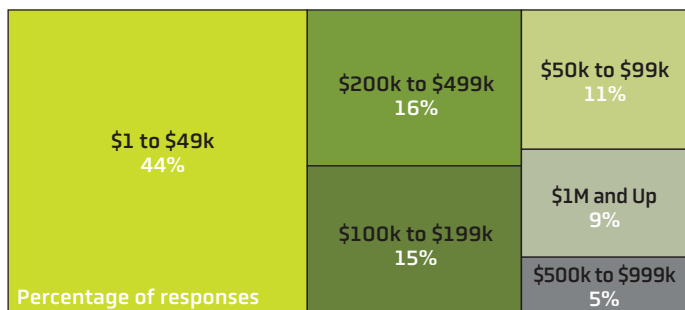 $1 to $49k
44%
Percentage of responses
$200k to $499k
16%
$100k to $199k
15%
$50k to $99k
11%
$1M and Up
9%
$500k to $999k
5%